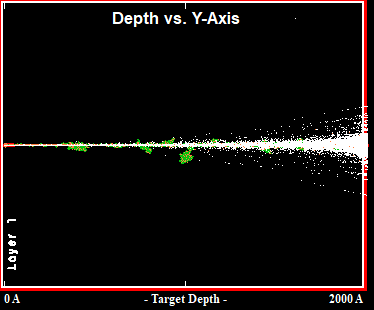 Depth vs. Y-Axis
Layer 1
0 A
- Target Depth -
2000 A